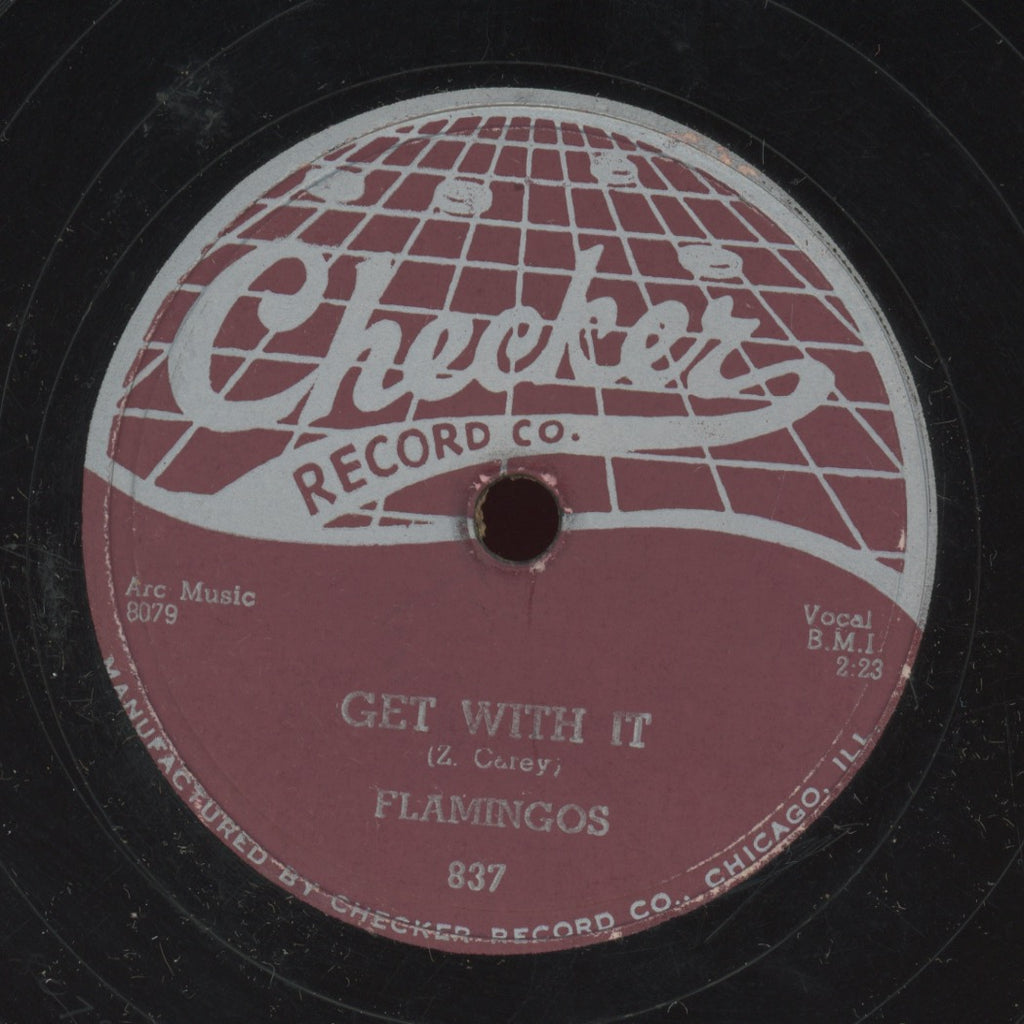 Checker
RECORD CO.
Arc Music
8079
Vocal
B.M.I.
2:23
GET WITH IT
(Z. Carey)
FLAMINGOS
837
MANUFACTURED BY CHECKER RECORD CO., CHICAGO, ILL